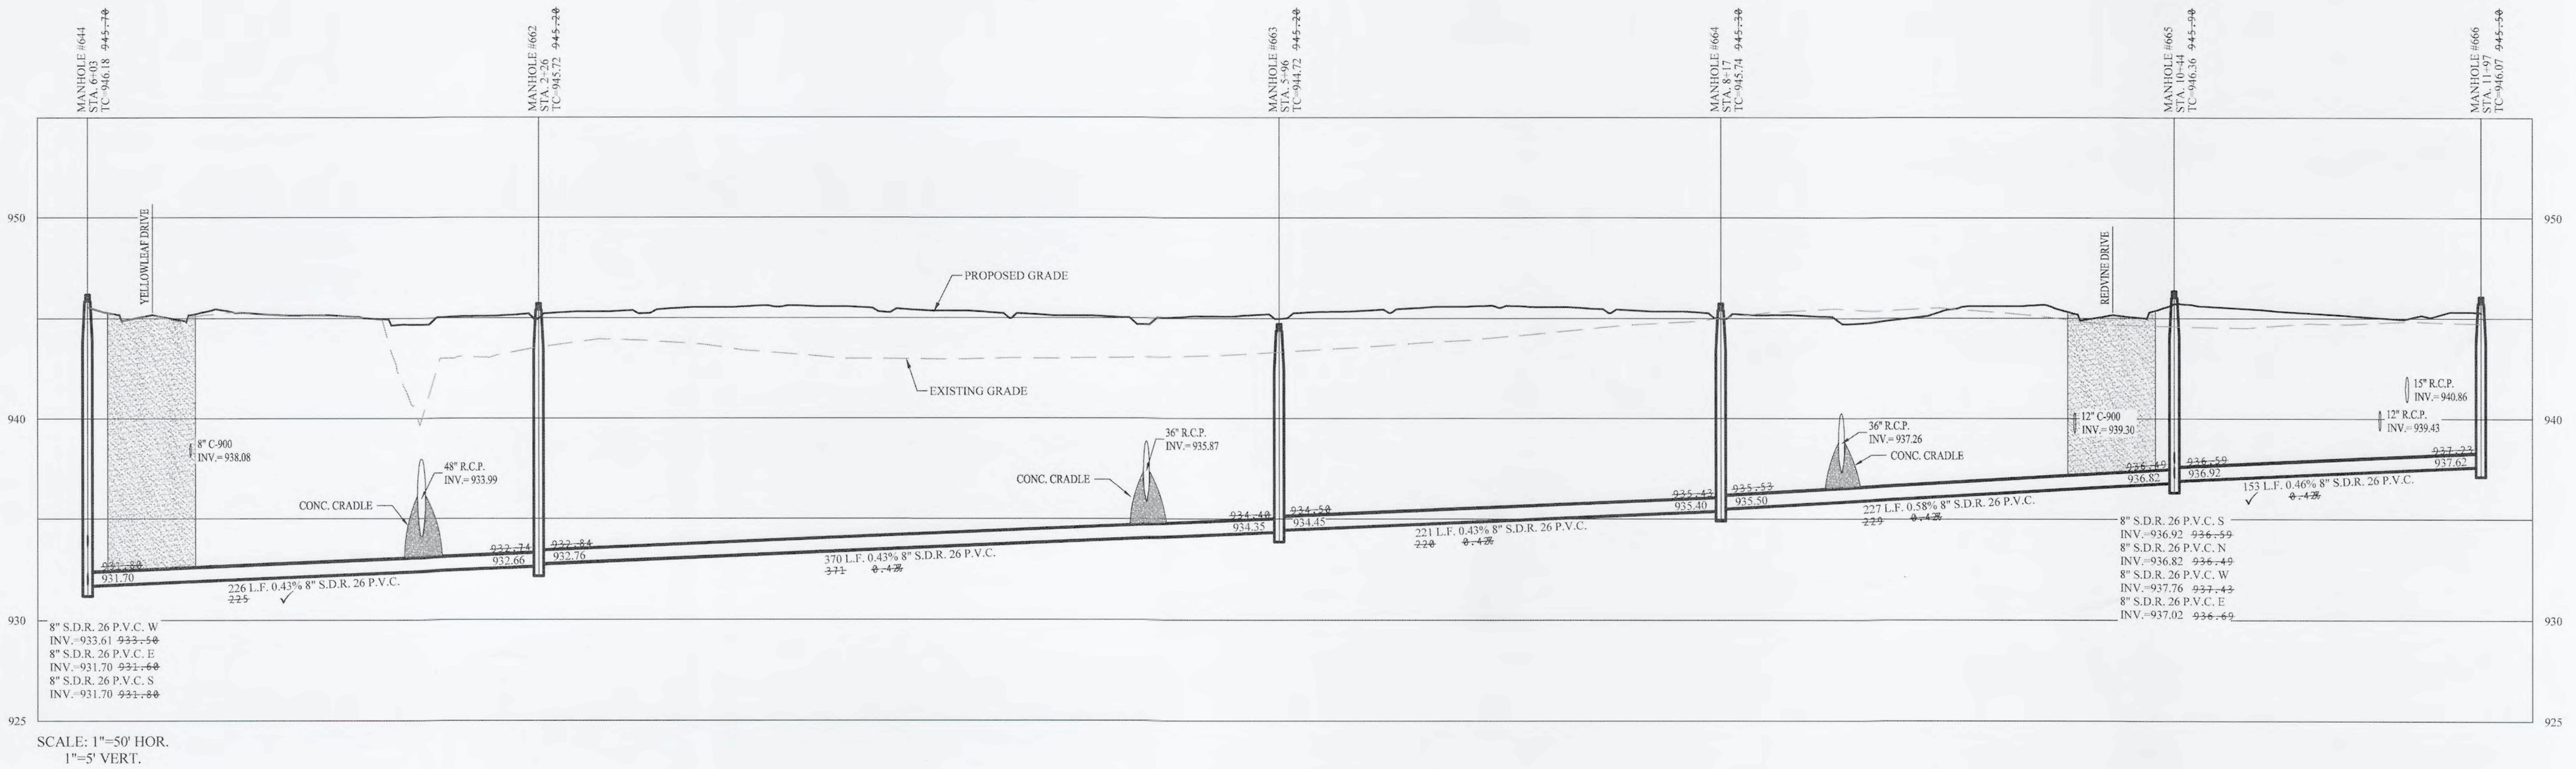 MANHOLE #644
STA. 6+03
TC=946.18 945.70
MANHOLE #662
STA. 2+26
TC=945.72 945.20
MANHOLE #663
STA. 5+96
TC=944.72 945.20
MANHOLE #664
STA. 8+17
TC=945.74 945.30
MANHOLE #665
STA. 10+44
TC=946.36 945.90
MANHOLE #666
STA. 11+97
TC=946.07 945.50
950
950
YELLOWLEAF DRIVE
REDVINE DRIVE
PROPOSED GRADE
EXISTING GRADE
940
940
8" C-900
INV.= 938.08
48" R.C.P.
INV.= 933.99
CONC. CRADLE
36" R.C.P.
INV.= 935.87
CONC. CRADLE
36" R.C.P.
INV.= 937.26
CONC. CRADLE
12" C-900
INV.= 939.30
15" R.C.P.
INV.= 940.86
12" R.C.P.
INV.= 939.43
931.80
931.70
932.74
932.66
932.84
932.76
934.40
934.35
934.50
934.45
935.43
935.40
935.53
935.50
936.49
936.82
936.59
936.92
937.23
937.62
226 L.F. 0.43% 8" S.D.R. 26 P.V.C.
225 ✓
370 L.F. 0.43% 8" S.D.R. 26 P.V.C.
371 0.42%
221 L.F. 0.43% 8" S.D.R. 26 P.V.C.
220 0.42%
227 L.F. 0.58% 8" S.D.R. 26 P.V.C.
229 0.42%
153 L.F. 0.46% 8" S.D.R. 26 P.V.C.
✓ 0.42%
930
930
8" S.D.R. 26 P.V.C. W
INV.=933.61 933.50
8" S.D.R. 26 P.V.C. E
INV.=931.70 931.60
8" S.D.R. 26 P.V.C. S
INV.=931.70 931.80
8" S.D.R. 26 P.V.C. S
INV.=936.92 936.59
8" S.D.R. 26 P.V.C. N
INV.=936.82 936.49
8" S.D.R. 26 P.V.C. W
INV.=937.76 937.43
8" S.D.R. 26 P.V.C. E
INV.=937.02 936.69
925
925
SCALE: 1"=50' HOR.
1"=5' VERT.